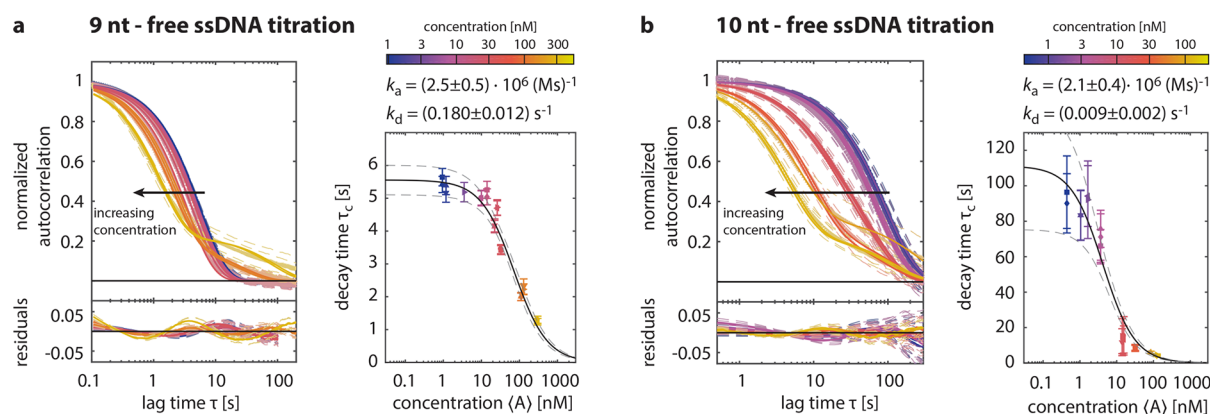 a
9 nt - free ssDNA titration
concentration [nM]
1 3 10 30 100 300
kₐ = (2.5±0.5) · 10⁶ (Ms)⁻¹
k_d = (0.180±0.012) s⁻¹
normalized
autocorrelation
1
0.8
0.6
0.4
0.2
increasing
concentration
residuals
0.05
-0.05
0.1 1 10 100
lag time τ [s]
decay time τ_c [s]
6
5
4
3
2
1
0
0.1 1 10 100 1000
concentration ⟨A⟩ [nM]
b
10 nt - free ssDNA titration
concentration [nM]
1 3 10 30 100
kₐ = (2.1±0.4) · 10⁶ (Ms)⁻¹
k_d = (0.009±0.002) s⁻¹
normalized
autocorrelation
1
0.8
0.6
0.4
0.2
increasing
concentration
residuals
0.05
-0.05
1 10 100
lag time τ [s]
decay time τ_c [s]
120
100
80
60
40
20
0
0.1 1 10 100 1000
concentration ⟨A⟩ [nM]